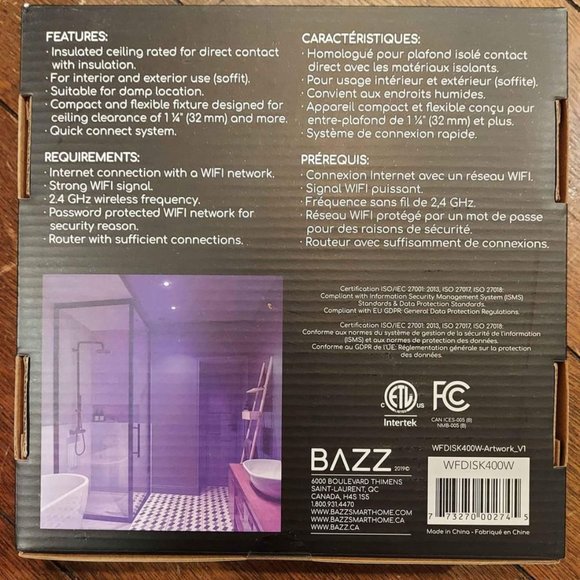 FEATURES:
· Insulated ceiling rated for direct contact
with insulation.
· For interior and exterior use (soffit).
· Suitable for damp location.
· Compact and flexible fixture designed for
ceiling clearance of 1 ¼" (32 mm) and more.
· Quick connect system.
REQUIREMENTS:
· Internet connection with a WIFI network.
· Strong WIFI signal.
· 2.4 GHz wireless frequency.
· Password protected WIFI network for
security reason.
· Router with sufficient connections.
CARACTÉRISTIQUES:
· Homologué pour plafond isolé contact
direct avec les matériaux isolants.
· Pour usage intérieur et extérieur (soffite).
· Convient aux endroits humides.
· Appareil compact et flexible conçu pour
entre-plafond de 1 ¼" (32 mm) et plus.
· Système de connexion rapide.
PRÉREQUIS:
· Connexion Internet avec un réseau WIFI.
· Signal WIFI puissant.
· Fréquence sans fil de 2,4 GHz.
· Réseau WIFI protégé par un mot de passe
pour des raisons de sécurité.
· Routeur avec suffisamment de connexions.
Certification ISO/IEC 27001: 2013, ISO 27017, ISO 27018:
Compliant with Information Security Management System (ISMS)
Standards & Data Protection Standards.
Compliant with EU GDPR: General Data Protection Regulations.
Certification ISO/IEC 27001: 2013, ISO 27017, ISO 27018:
Conforme aux normes du système de gestion de la sécurité de l'information
(ISMS) et aux normes de protection des données.
Conforme au GDPR de l'UE: Réglementation générale sur la protection
des données.
C ETL US
Intertek
FCC
CAN ICES-005 (B)
NMB-005 (B)
BAZZ 2019©
6000 BOULEVARD THIMENS
SAINT-LAURENT, QC
CANADA, H4S 1S5
1.800.931.4470
WWW.BAZZSMARTHOME.COM
WWW.BAZZSMARTHOME.CA
WWW.BAZZ.CA
WFDISK400W-Artwork_V1
WFDISK400W
7 73270 00274 5
Made in China - Fabriqué en Chine